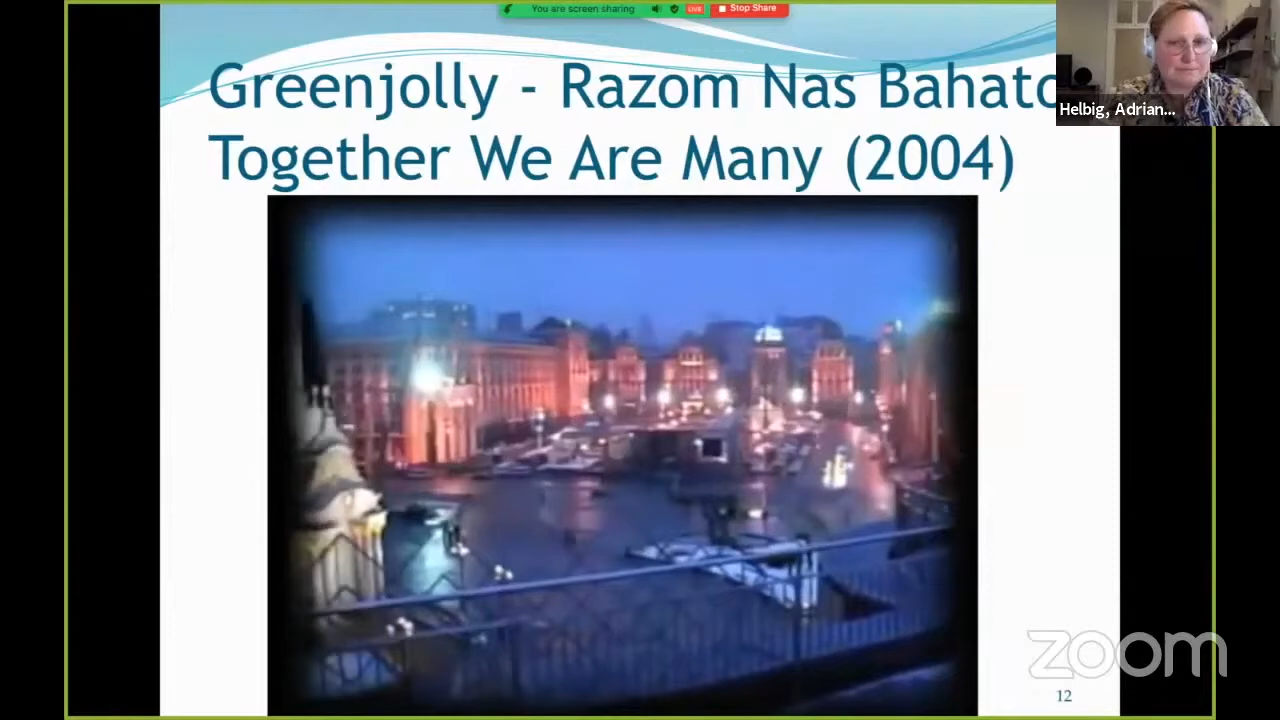 You are screen sharing
LIVE
Stop Share
Greenjolly - Razom Nas Bahato
Together We Are Many (2004)
Helbig, Adrian...
zoom
12